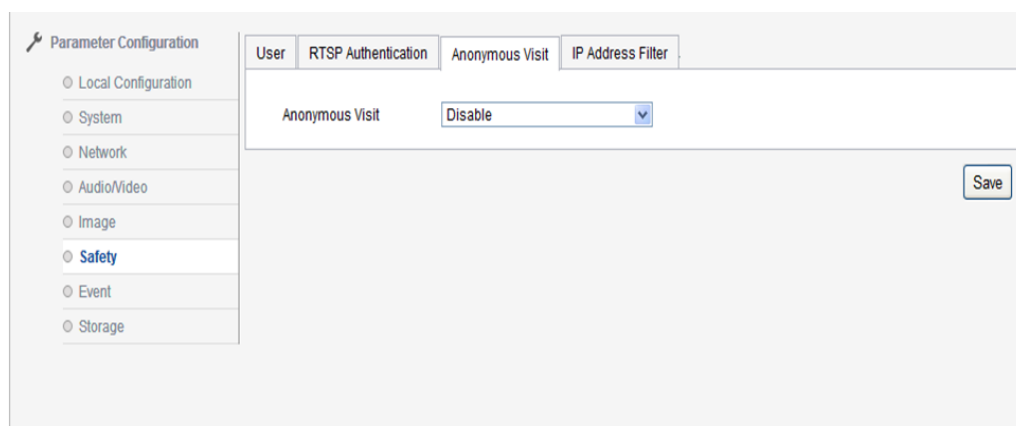 Parameter Configuration
Local Configuration
System
Network
Audio/Video
Image
Safety
Event
Storage
User RTSP Authentication Anonymous Visit IP Address Filter
Anonymous Visit Disable
Save